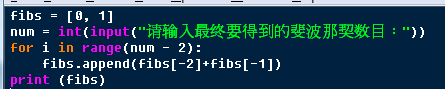 fibs = [0, 1]
num = int(input("请输入最终要得到的斐波那契数目："))
for i in range(num - 2):
    fibs.append(fibs[-2]+fibs[-1])
print (fibs)